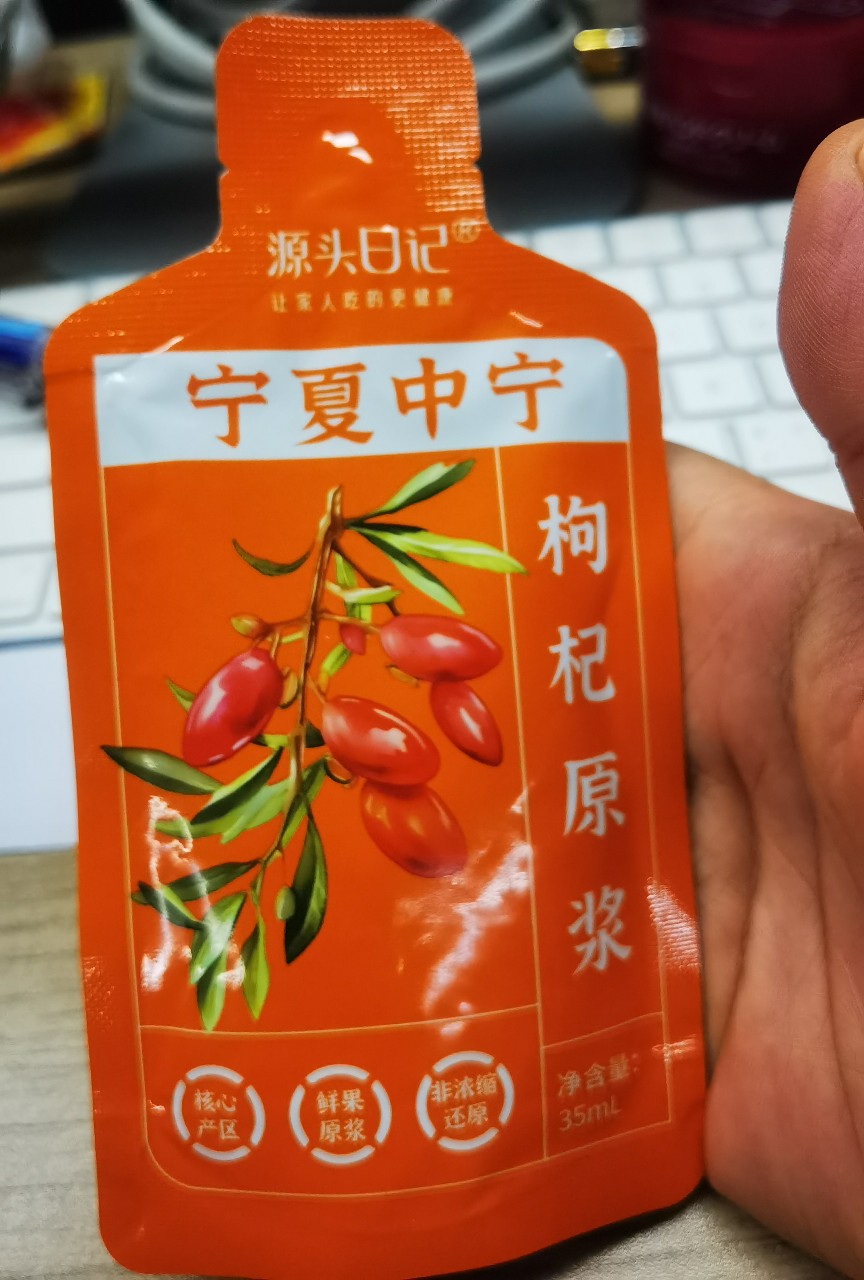 源头日记®
让家人吃的更健康
宁夏中宁
枸杞原浆
核心
产区
鲜果
原浆
非浓缩
还原
净含量:
35mL